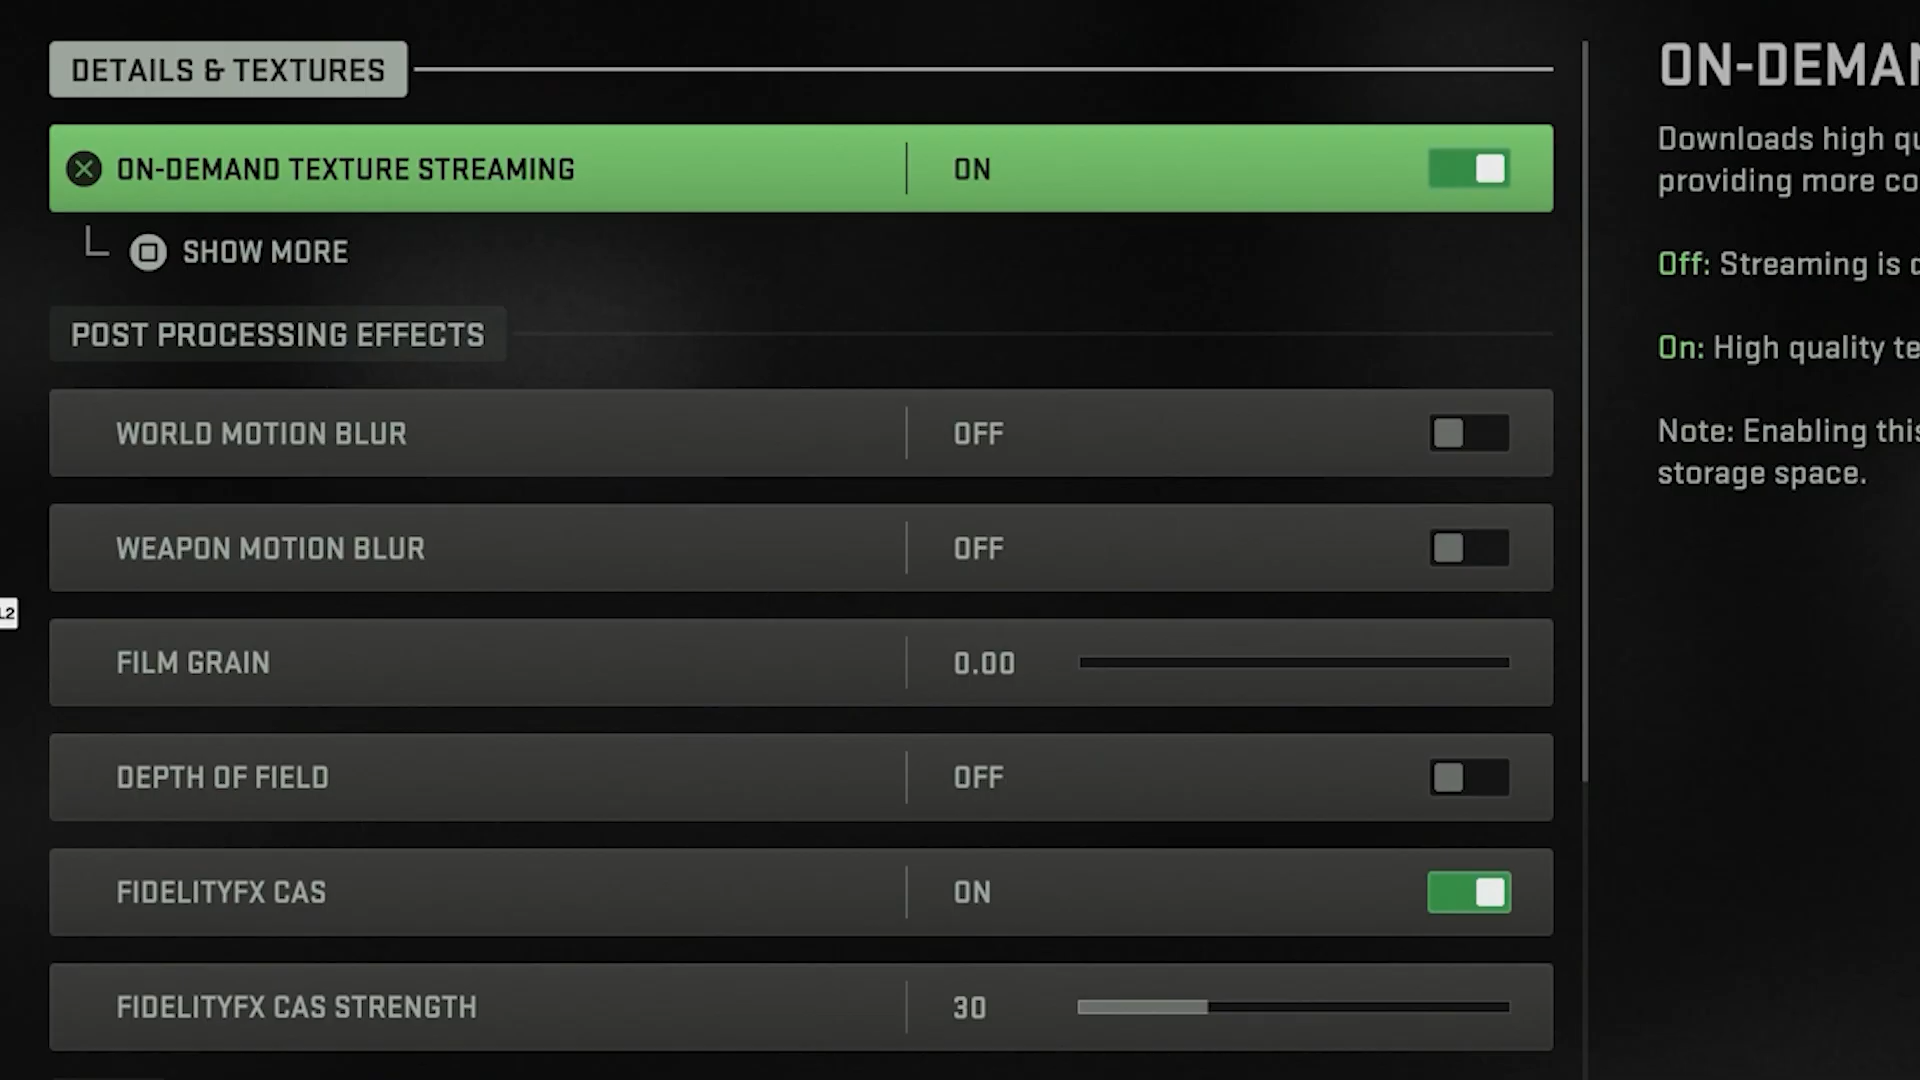 DETAILS & TEXTURES
ON-DEMAND TEXTURE STREAMING ON
SHOW MORE
POST PROCESSING EFFECTS
WORLD MOTION BLUR OFF
WEAPON MOTION BLUR OFF
FILM GRAIN 0.00
DEPTH OF FIELD OFF
FIDELITYFX CAS ON
FIDELITYFX CAS STRENGTH 30
L2
Downloads high
providing more
Off: Streaming is
On: High quality
Note: Enabling this
storage space.